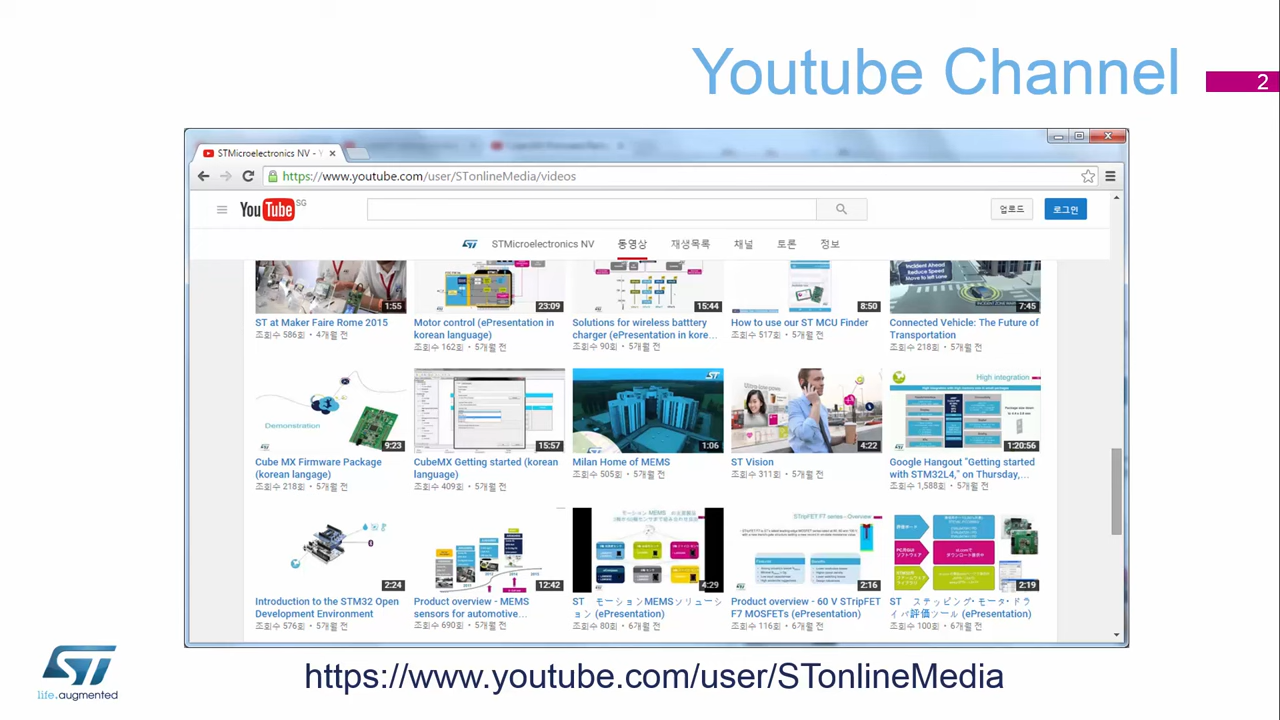 Youtube Channel
2
STMicroelectronics NV - Y
https://www.youtube.com/user/STonlineMedia/videos
YouTube SG
업로드
로그인
STMicroelectronics NV 동영상 재생목록 채널 토론 정보
Incident Ahead
Reduce Speed
Move to left Lane
1:55
23:09
15:44
8:50
7:45
ST at Maker Faire Rome 2015
조회수 586회 • 4개월 전
Motor control (ePresentation in
korean language)
조회수 162회 • 5개월 전
Solutions for wireless batttery
charger (ePresentation in kore...
조회수 90회 • 5개월 전
How to use our ST MCU Finder
조회수 517회 • 5개월 전
Connected Vehicle: The Future of
Transportation
조회수 218회 • 5개월 전
Demonstration
9:23
15:57
ST
1:06
4:22
High integration
1:20:56
Cube MX Firmware Package
(korean langage)
조회수 218회 • 5개월 전
CubeMX Getting started (korean
language)
조회수 409회 • 5개월 전
Milan Home of MEMS
조회수 505회 • 5개월 전
ST Vision
조회수 311회 • 5개월 전
Google Hangout "Getting started
with STM32L4," on Thursday,...
조회수 1,588회 • 5개월 전
2:24
12:42
4:29
STripFET F7 series - Overview
2:16
2:19
Introduction to the STM32 Open
Development Environment
조회수 576회 • 5개월 전
Product overview - MEMS
sensors for automotive...
조회수 690회 • 5개월 전
ST　モーションMEMSソリューシ
ョン (ePresentation)
조회수 80회 • 6개월 전
Product overview - 60 V STripFET
F7 MOSFETs (ePresentation)
조회수 116회 • 6개월 전
ST　ステッピング・モータ・ドラ
イバ評価ツール (ePresentation)
조회수 100회 • 6개월 전
ST
life.augmented
https://www.youtube.com/user/STonlineMedia